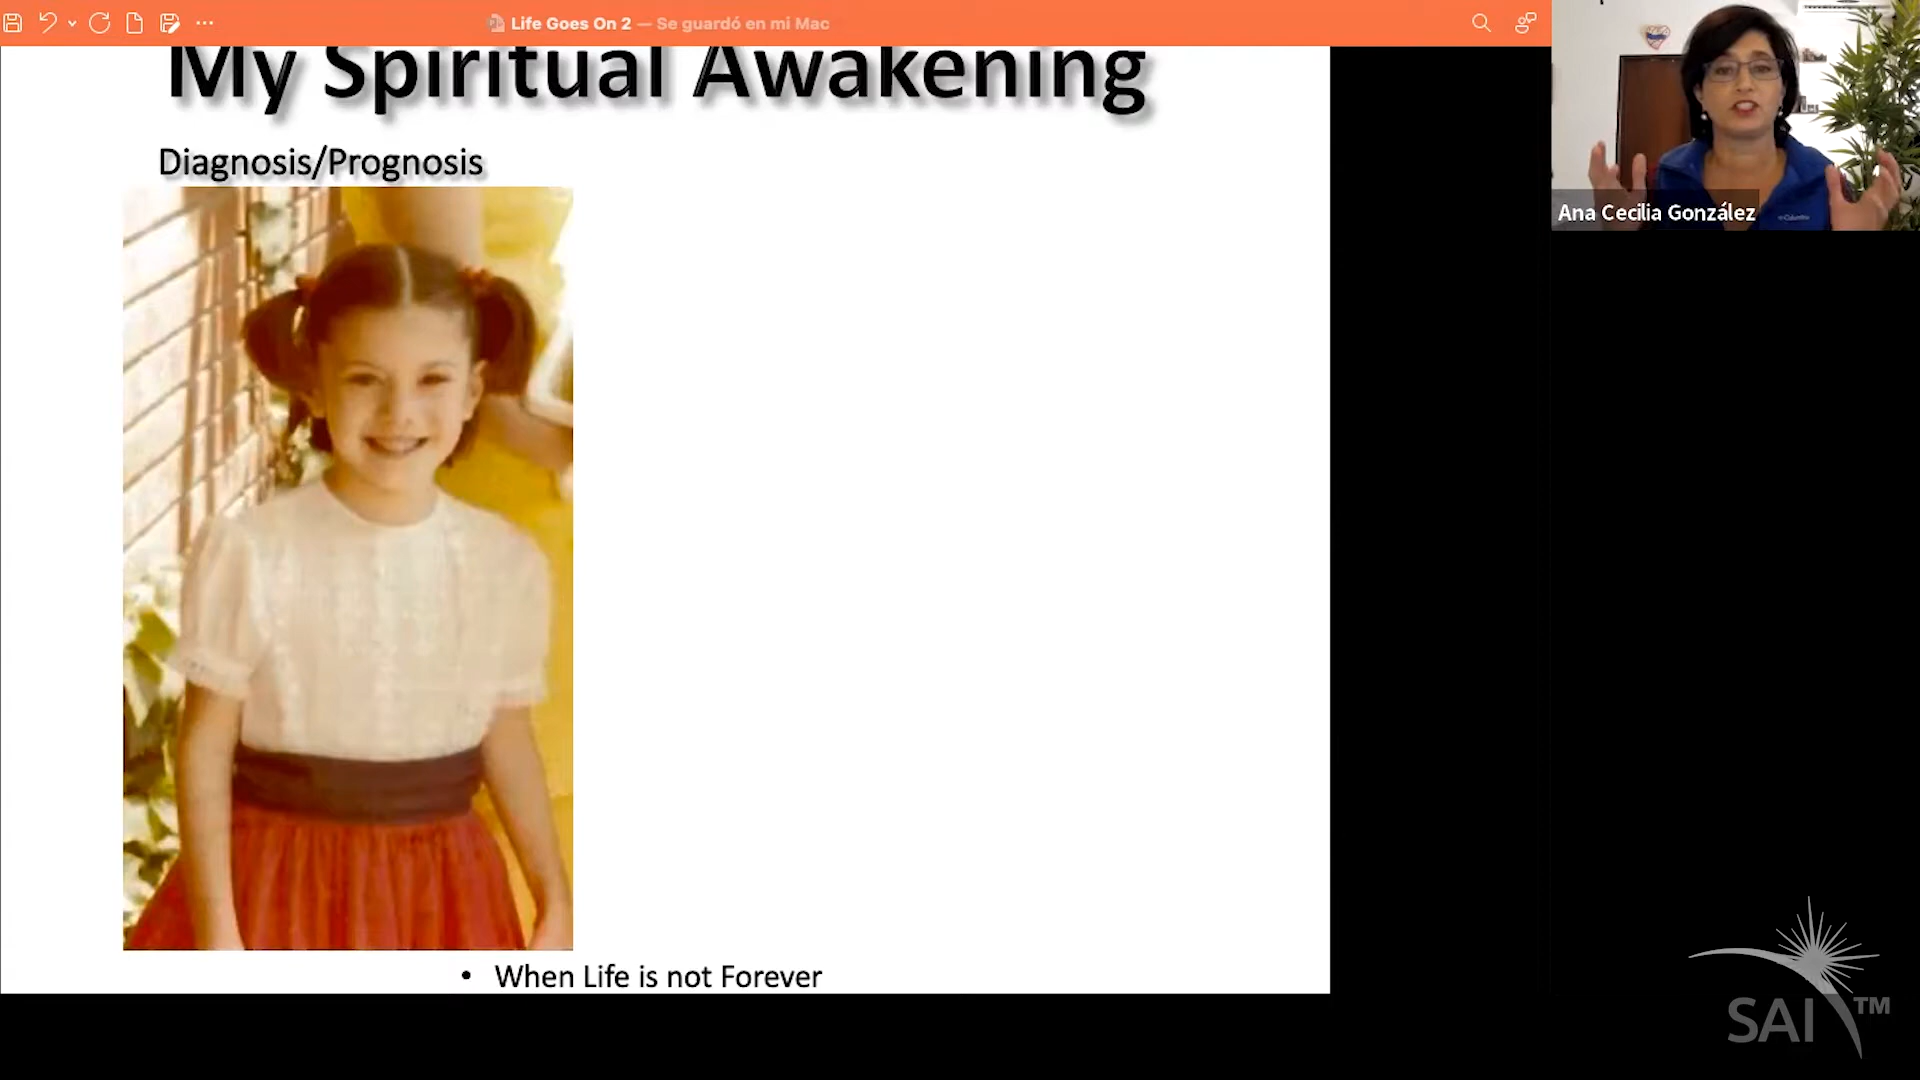 Life Goes On 2 — Se guardó en mi Mac
My Spiritual Awakening
Diagnosis/Prognosis
• When Life is not Forever
Ana Cecilia González
Columbia
SAI™